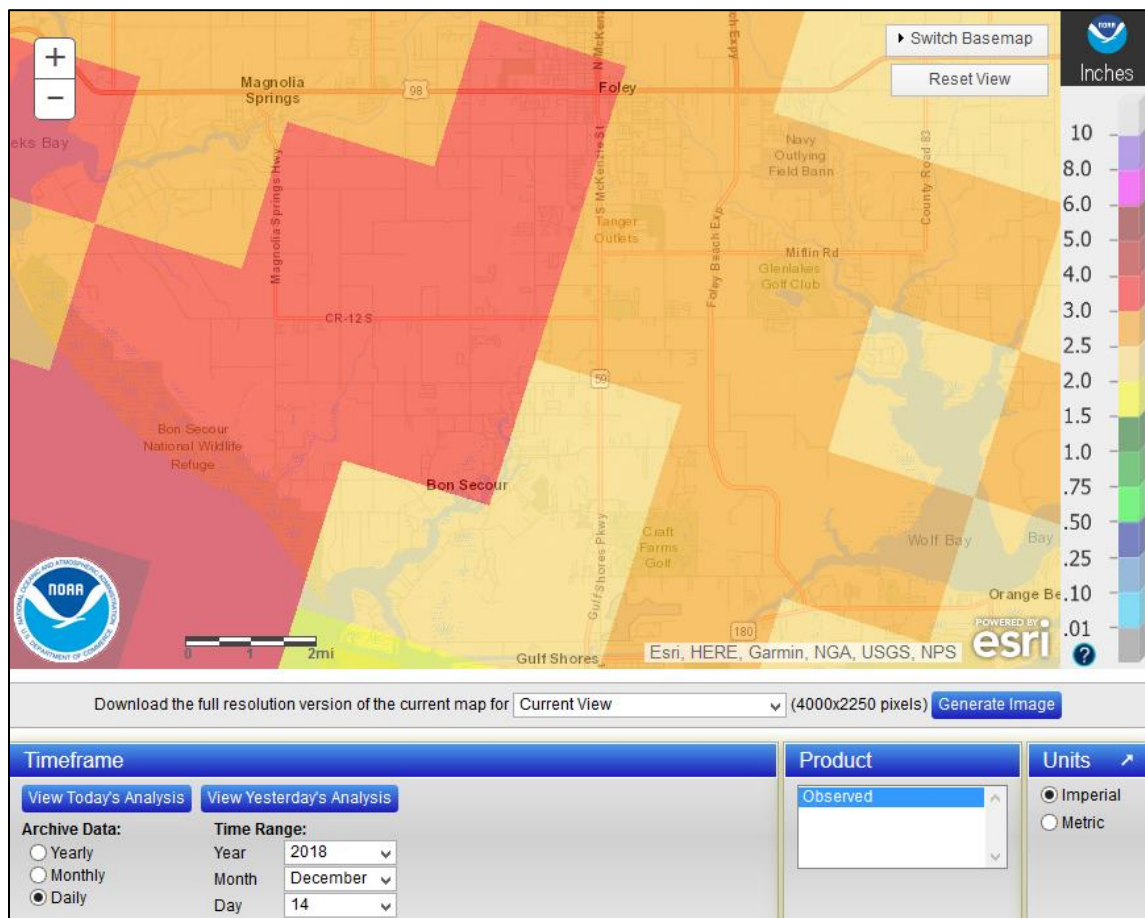 +
−
Switch Basemap
Reset View
NOAA
Inches
10
8.0
6.0
5.0
4.0
3.0
2.5
2.0
1.5
1.0
.75
.50
.25
.10
.01
?
Magnolia
Springs
98
Foley
N McKenzie
ch Expy
eks Bay
Navy
Outlying
Field Barin
County Road 83
Magnolia Springs Hwy
S McKenzie St
Tanger
Outlets
Foley Beach Exp
Miflin Rd
Glenlakes
Golf Club
CR-12 S
59
Bon Secour
National Wildlife
Refuge
Bon Secour
Gulf Shores Pkwy
Craft
Farms
Golf
Wolf Bay
Bay
Orange Be
180
Gulf Shores
NATIONAL OCEANIC AND ATMOSPHERIC ADMINISTRATION
NOAA
U.S. DEPARTMENT OF COMMERCE
0 1 2mi
Esri, HERE, Garmin, NGA, USGS, NPS
POWERED BY
esri
Download the full resolution version of the current map for Current View (4000x2250 pixels) Generate Image
Timeframe
View Today's Analysis View Yesterday's Analysis
Archive Data:
Yearly
Monthly
Daily
Time Range:
Year 2018
Month December
Day 14
Product
Observed
Units
Imperial
Metric